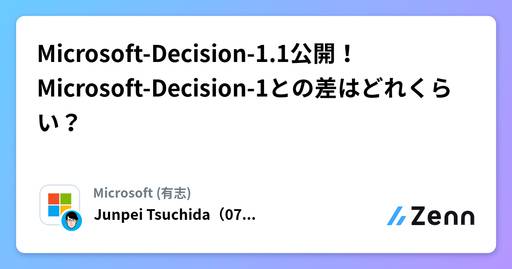 Microsoft-Decision-1.1公開！
Microsoft-Decision-1との差はどれくら
い？
Microsoft (有志)
Junpei Tsuchida（07...
Zenn